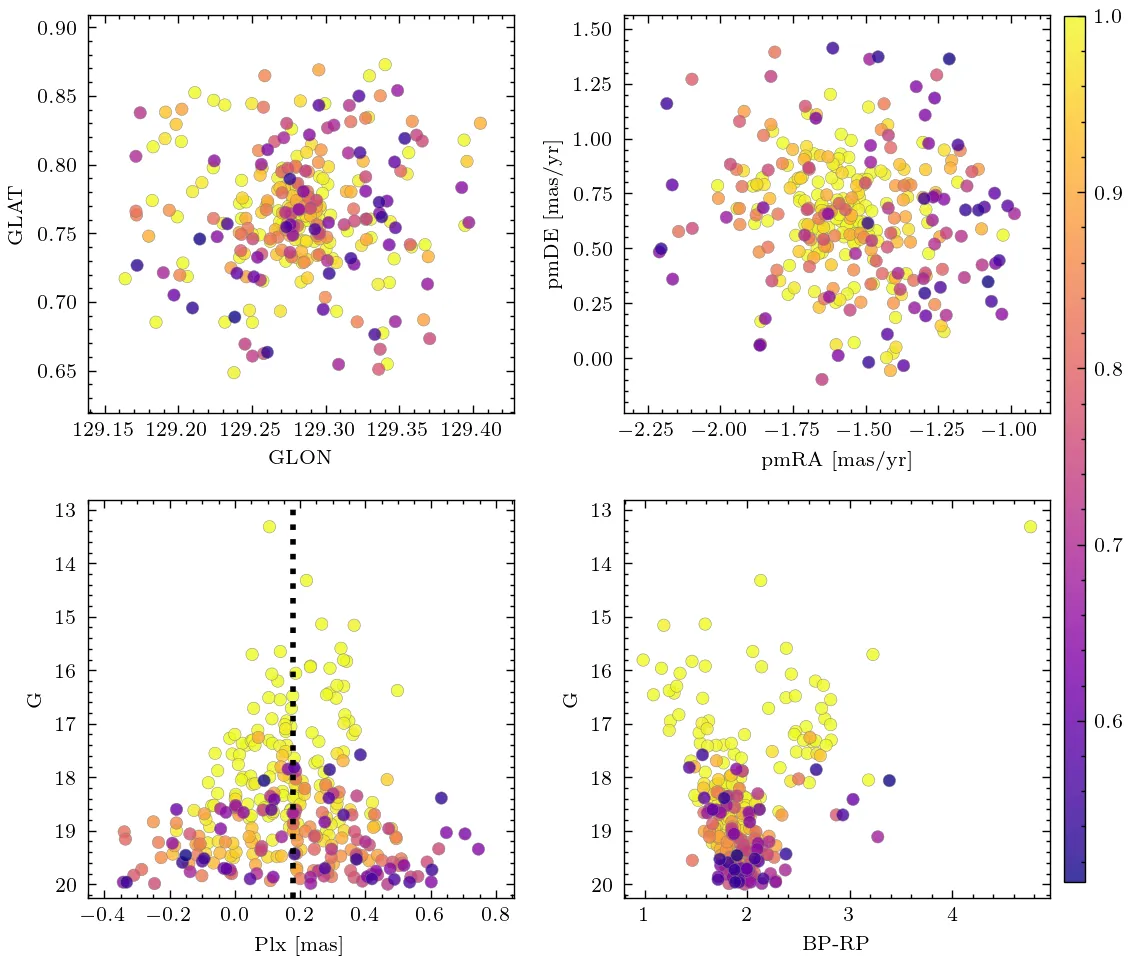 0.90
0.85
0.80
0.75
0.70
0.65
GLAT
129.15 129.20 129.25 129.30 129.35 129.40
GLON
1.50
1.25
1.00
0.75
0.50
0.25
0.00
pmDE [mas/yr]
−2.25 −2.00 −1.75 −1.50 −1.25 −1.00
pmRA [mas/yr]
1.0
0.9
0.8
0.7
0.6
13
14
15
16
17
18
19
20
G
−0.4 −0.2 0.0 0.2 0.4 0.6 0.8
Plx [mas]
13
14
15
16
17
18
19
20
G
1 2 3 4
BP-RP